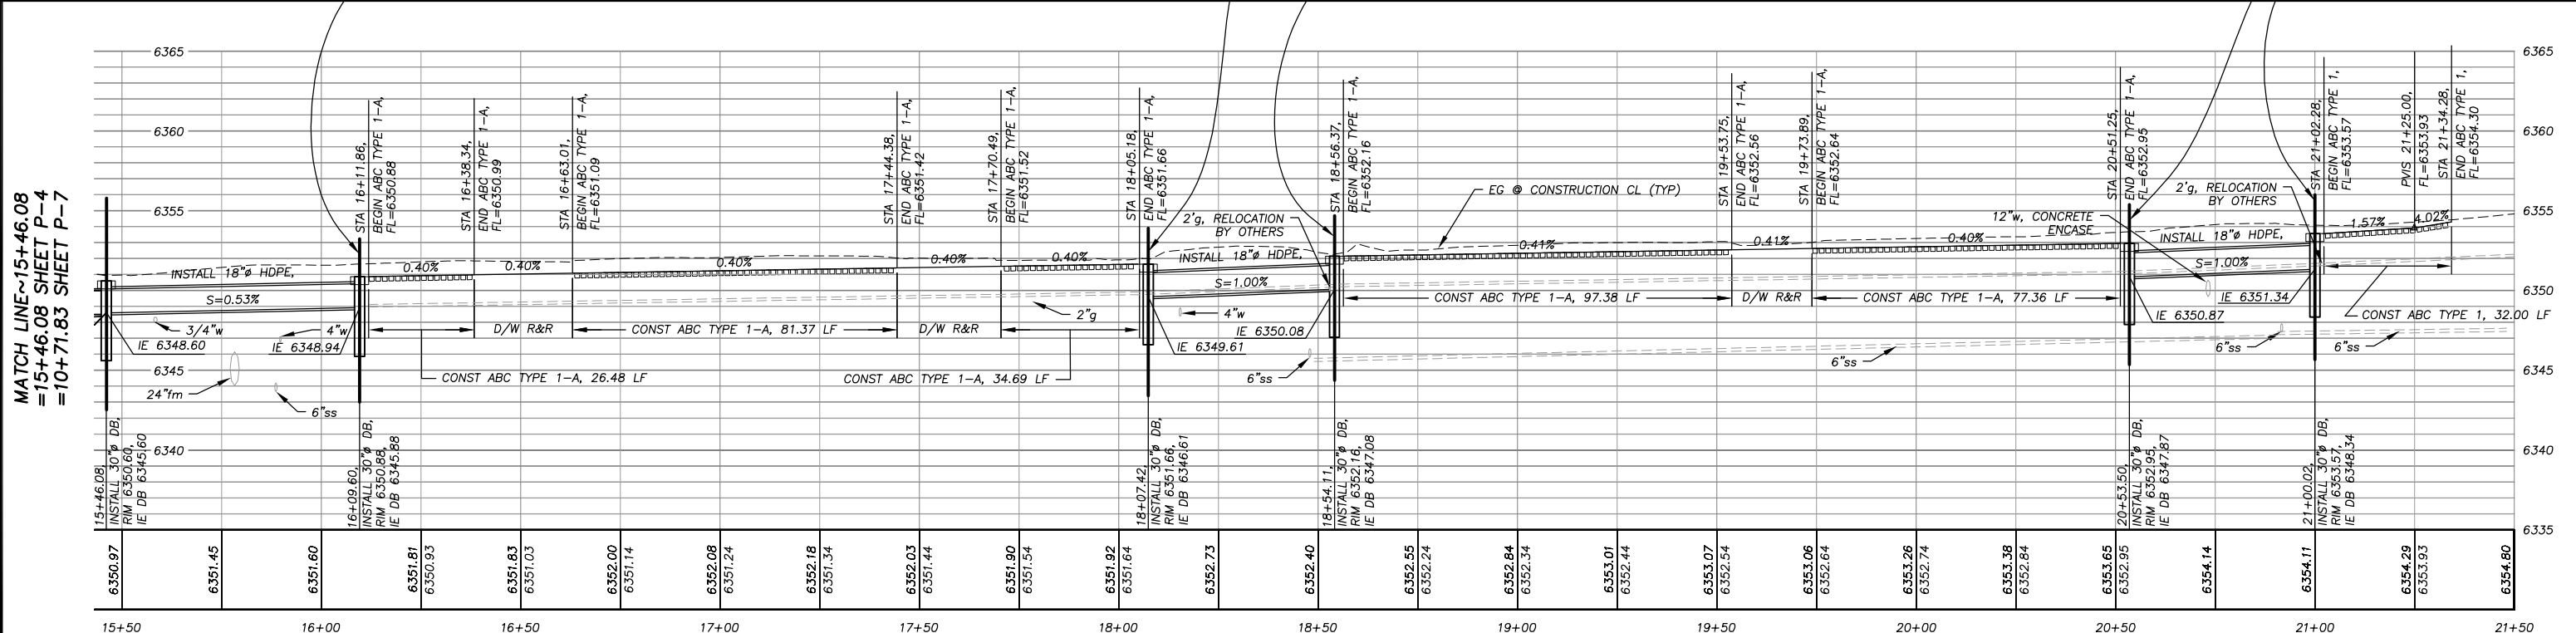 MATCH LINE~15+46.08
=15+46.08 SHEET P-4
=10+71.83 SHEET P-7
6365
6360
6355
6345
6340
6365
6360
6355
6350
6345
6340
6335
STA 16+11.86,
BEGIN ABC TYPE 1-A,
FL=6350.88
STA 16+38.34,
END ABC TYPE 1-A,
FL=6350.99
STA 16+63.01,
BEGIN ABC TYPE 1-A,
FL=6351.09
STA 17+44.38,
END ABC TYPE 1-A,
FL=6351.42
STA 17+70.49,
BEGIN ABC TYPE 1-A,
FL=6351.52
STA 18+05.18,
END ABC TYPE 1-A,
FL=6351.66
STA 18+56.37,
BEGIN ABC TYPE 1-A,
FL=6352.16
STA 19+53.75,
END ABC TYPE 1-A,
FL=6352.56
STA 19+73.89,
BEGIN ABC TYPE 1-A,
FL=6352.64
STA 20+51.25,
END ABC TYPE 1-A,
FL=6352.95
STA 21+02.28,
BEGIN ABC TYPE 1,
FL=6353.57
PVIS 21+25.00,
FL=6353.93
STA 21+34.28,
END ABC TYPE 1,
FL=6354.30
2"g, RELOCATION
BY OTHERS
EG @ CONSTRUCTION CL (TYP)
12"w, CONCRETE
ENCASE
2"g, RELOCATION
BY OTHERS
INSTALL 18"ø HDPE,
S=0.53%
0.40%
0.40%
0.40%
0.40%
0.40%
INSTALL 18"ø HDPE,
S=1.00%
0.41%
0.41%
0.40%
INSTALL 18"ø HDPE,
S=1.00%
1.57%
4.02%
3/4"w
IE 6348.60
4"w
IE 6348.94
24"fm
6"ss
D/W R&R
CONST ABC TYPE 1-A, 81.37 LF
D/W R&R
CONST ABC TYPE 1-A, 26.48 LF
CONST ABC TYPE 1-A, 34.69 LF
2"g
4"w
IE 6349.61
IE 6350.08
6"ss
CONST ABC TYPE 1-A, 97.38 LF
D/W R&R
CONST ABC TYPE 1-A, 77.36 LF
6"ss
IE 6350.87
IE 6351.34
CONST ABC TYPE 1, 32.00 LF
6"ss
6"ss
15+46.08,
INSTALL 30"ø DB,
RIM 6350.60,
IE DB 6345.60
16+09.60,
INSTALL 30"ø DB,
RIM 6350.88,
IE DB 6345.88
18+07.42,
INSTALL 30"ø DB,
RIM 6351.66,
IE DB 6346.61
18+54.11,
INSTALL 30"ø DB,
RIM 6352.16,
IE DB 6347.08
20+53.50,
INSTALL 30"ø DB,
RIM 6352.95,
IE DB 6347.87
21+00.02,
INSTALL 30"ø DB,
RIM 6353.57,
IE DB 6348.34
6350.97
6351.45
6351.60
6351.81
6350.93
6351.83
6351.03
6352.00
6351.14
6352.08
6351.24
6352.18
6351.34
6352.03
6351.44
6351.90
6351.54
6351.92
6351.64
6352.73
6352.40
6352.55
6352.24
6352.84
6352.34
6353.01
6352.44
6353.07
6352.54
6353.06
6352.64
6353.26
6352.74
6353.38
6352.84
6353.65
6352.95
6354.14
6354.11
6354.29
6353.93
6354.80
15+50
16+00
16+50
17+00
17+50
18+00
18+50
19+00
19+50
20+00
20+50
21+00
21+50